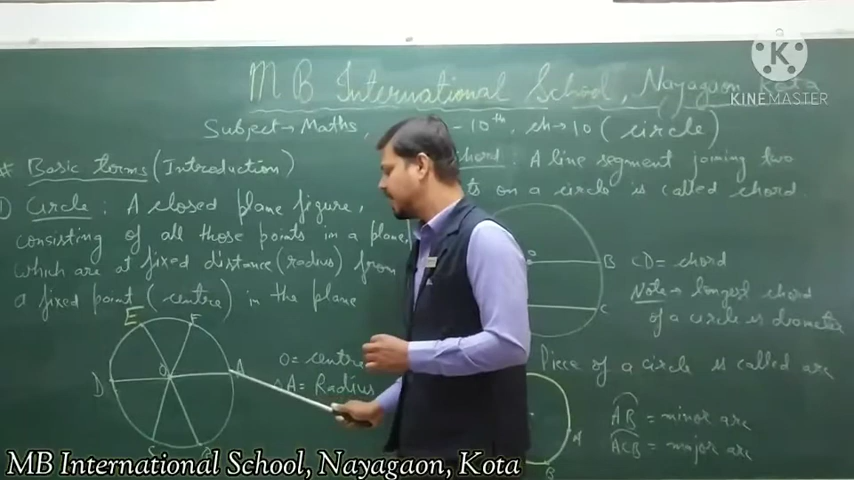 MB International School, Nayagaon, Kota
KINEMASTER
Subject → Maths, - 10th, ch → 10 (circle)
# Basic terms (Introduction)
circle : A closed plane figure,
consisting of all those points in a plane
which are at fixed distance (radius) from
a fixed point (centre) in the plane
E F
D O A
O = centre
OA = Radius
chord : A line segment joining two
on a circle is called chord
B
C
CD = chord
Note → longest chord
of a circle is diameter
Piece of a circle is called arc
A
B
AB = minor arc
ACB = major arc
MB International School, Nayagaon, Kota